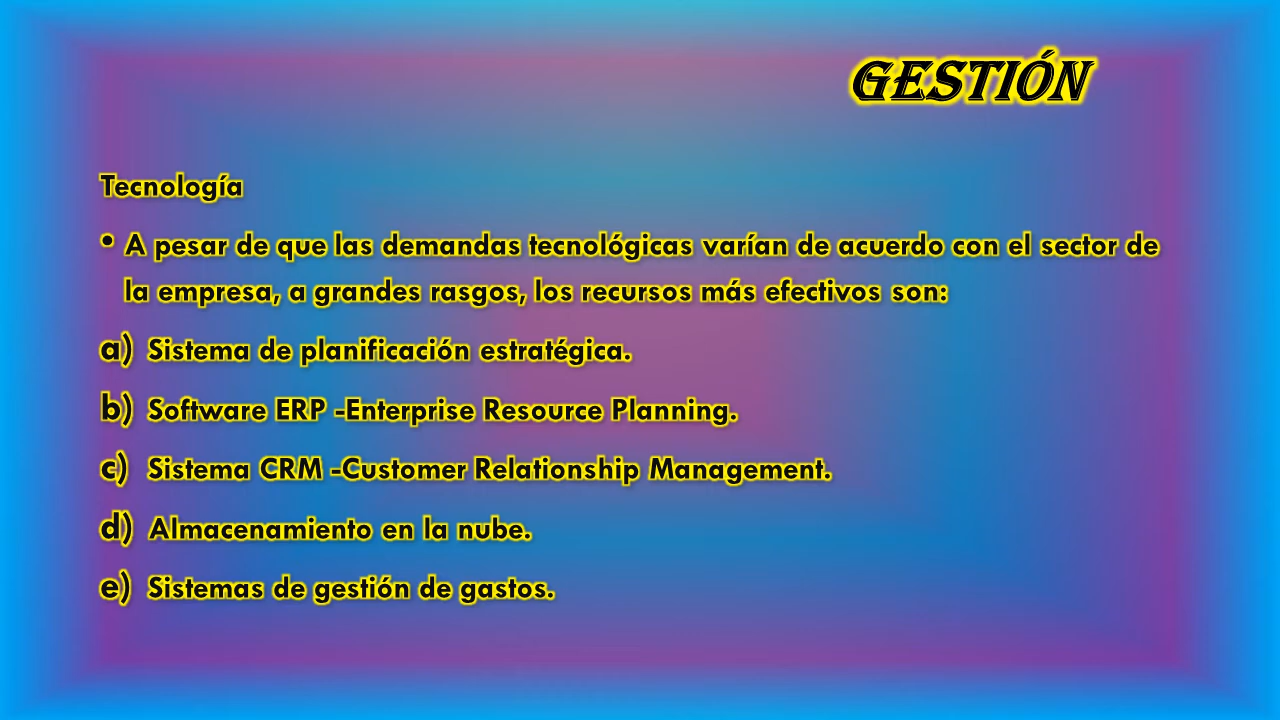 GESTIÓN
Tecnología
• A pesar de que las demandas tecnológicas varían de acuerdo con el sector de
la empresa, a grandes rasgos, los recursos más efectivos son:
a) Sistema de planificación estratégica.
b) Software ERP -Enterprise Resource Planning.
c) Sistema CRM -Customer Relationship Management.
d) Almacenamiento en la nube.
e) Sistemas de gestión de gastos.